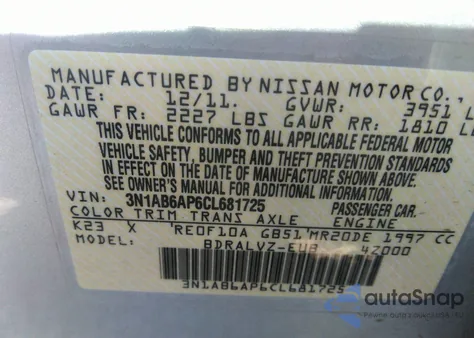 MANUFACTURED BY NISSAN MOTOR CO.,
DATE: 12/11. GVWR: 3951 L
GAWR FR: 2227 LBS GAWR RR: 1810 L
THIS VEHICLE CONFORMS TO ALL APPLICABLE FEDERAL MOTOR
VEHICLE SAFETY, BUMPER AND THEFT PREVENTION STANDARDS
IN EFFECT ON THE DATE OF MANUFACTURE SHOWN ABOVE.
SEE OWNER'S MANUAL FOR ADDITIONAL INFORMATION.
VIN: 3N1AB6AP6CL681725 PASSENGER CAR.
COLOR TRIM TRANS AXLE ENGINE
K23 X RE0F10A GB51 MR20DE 1997 CC
MODEL: BDRALVZ-EUA 42000
3N1AB6AP6CL681725
autoSnap